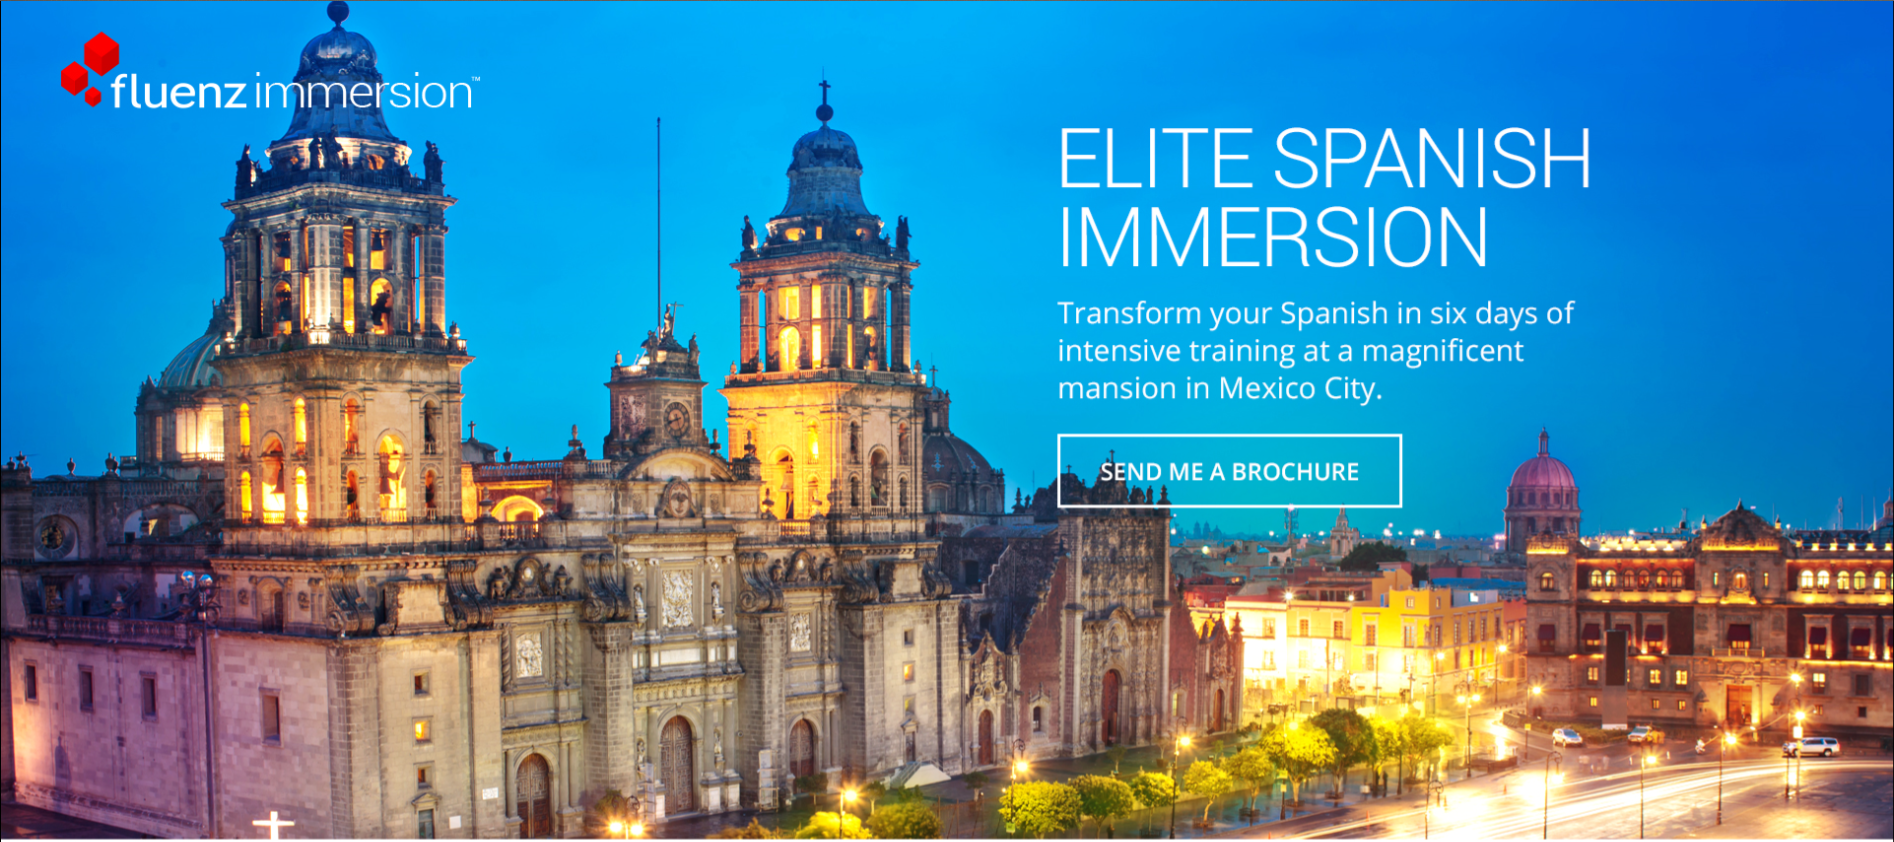 fluenz immersion™
ELITE SPANISH
IMMERSION
Transform your Spanish in six days of
intensive training at a magnificent
mansion in Mexico City.
SEND ME A BROCHURE